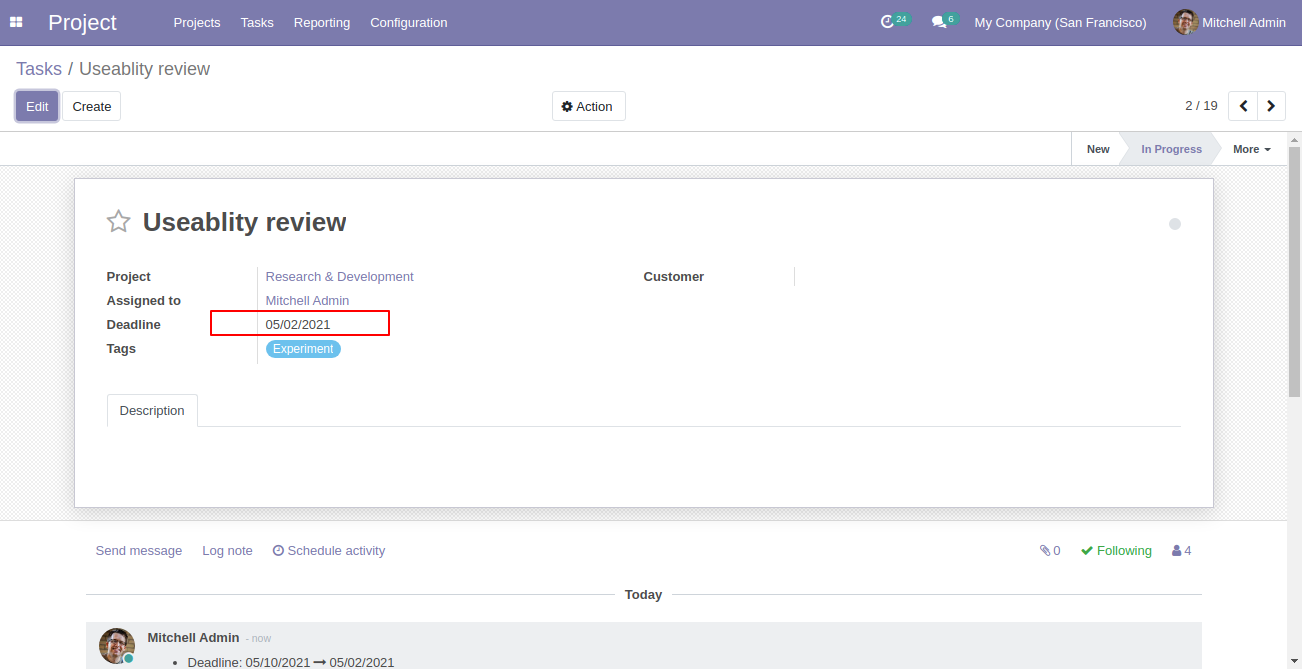 Project Projects Tasks Reporting Configuration 24 6 My Company (San Francisco) Mitchell Admin
Tasks / Useablity review
Edit Create Action 2 / 19
New In Progress More
Useablity review
Project Research & Development Customer
Assigned to Mitchell Admin
Deadline 05/02/2021
Tags Experiment
Description
Send message Log note Schedule activity 0 Following 4
Today
Mitchell Admin - now
• Deadline: 05/10/2021 → 05/02/2021